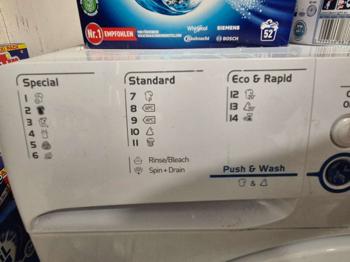 Nr.1 EMPFOHLEN
Whirlpool
SIEMENS
Bauknecht
BOSCH
52
Special
1
2
3
4
5
6
Standard
7
8
9
10
11
Rinse/Bleach
Spin + Drain
Eco & Rapid
12
13
14
Push & Wash
&